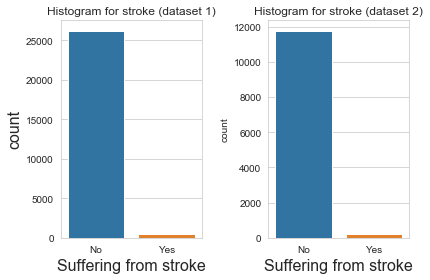 Histogram for stroke (dataset 1)
count
25000
20000
15000
10000
5000
0
No Yes
Suffering from stroke
Histogram for stroke (dataset 2)
count
12000
10000
8000
6000
4000
2000
0
No Yes
Suffering from stroke